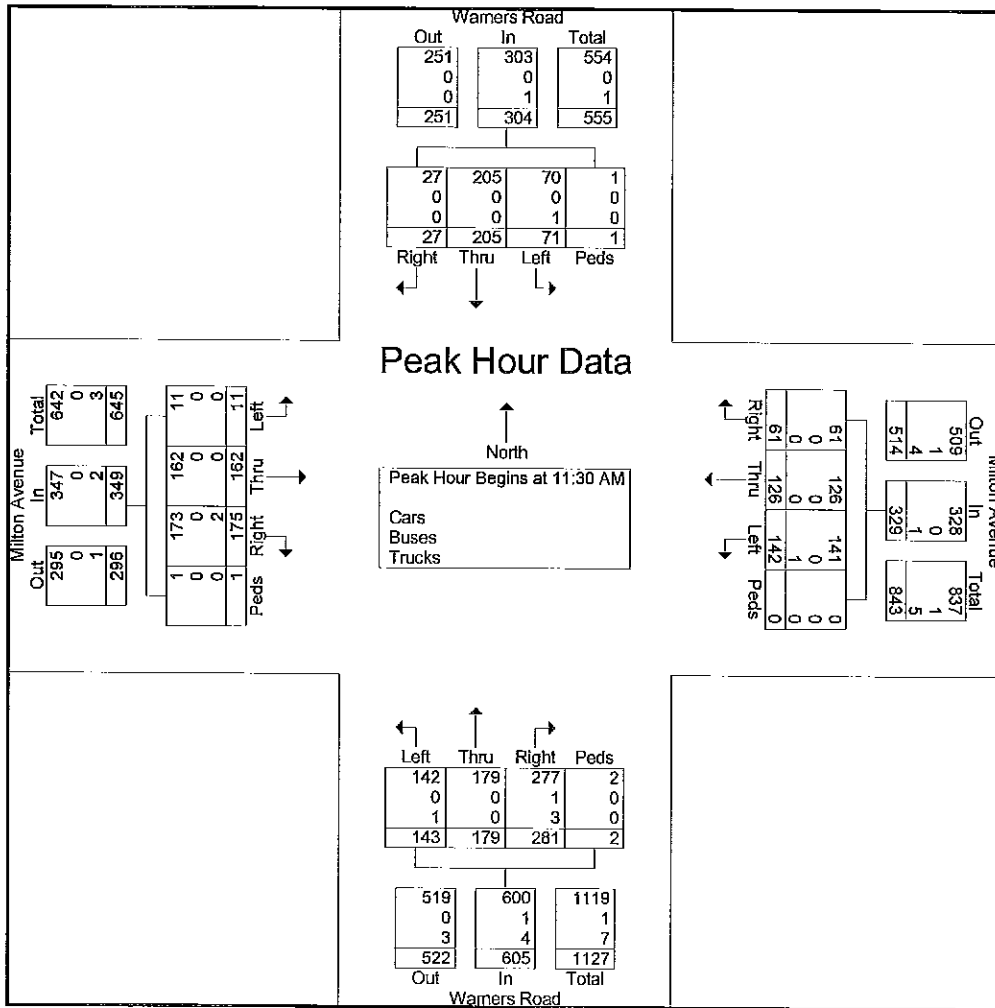 Warners Road
Out In Total
251 303 554
0 0 0
0 1 1
251 304 555
27 205 70 1
0 0 0 0
0 0 1 0
27 205 71 1
Right Thru Left Peds
Peak Hour Data
North
Peak Hour Begins at 11:30 AM
Cars
Buses
Trucks
Milton Avenue
Out In Total
295 347 642
0 0 0
1 2 3
296 349 645
11 162 173 1
0 0 0 0
0 0 2 0
11 162 175 1
Left Thru Right Peds
Milton Avenue
Out In Total
509 328 837
1 0 1
4 1 5
514 329 843
61 126 141 0
0 0 0 0
0 0 1 0
61 126 142 0
Right Thru Left Peds
Left Thru Right Peds
142 179 277 2
0 0 1 0
1 0 3 0
143 179 281 2
519 600 1119
0 1 1
3 4 7
522 605 1127
Out In Total
Warners Road